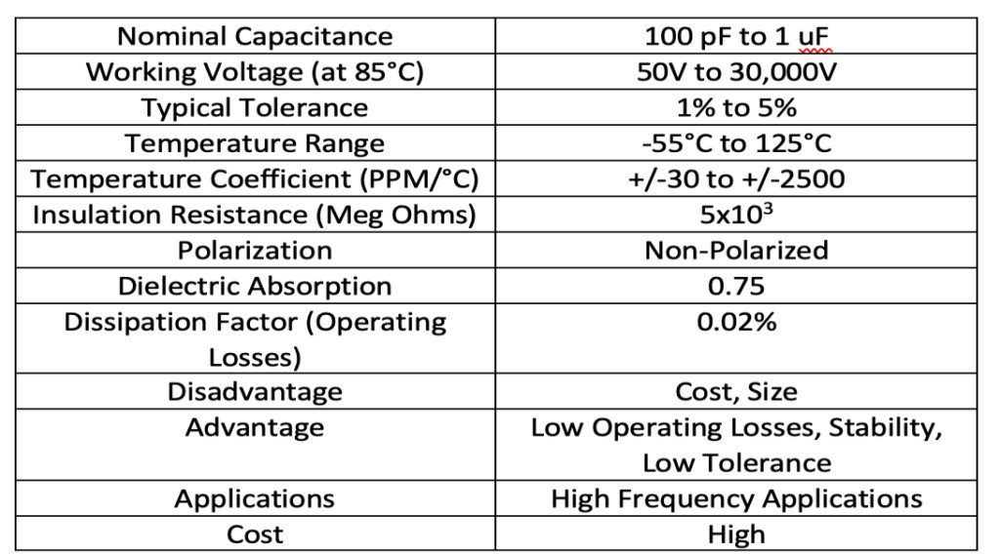 Nominal Capacitance 100 pF to 1 uF
Working Voltage (at 85°C) 50V to 30,000V
Typical Tolerance 1% to 5%
Temperature Range -55°C to 125°C
Temperature Coefficient (PPM/°C) +/-30 to +/-2500
Insulation Resistance (Meg Ohms) 5x10³
Polarization Non-Polarized
Dielectric Absorption 0.75
Dissipation Factor (Operating 0.02%
Losses)
Disadvantage Cost, Size
Advantage Low Operating Losses, Stability,
Low Tolerance
Applications High Frequency Applications
Cost High